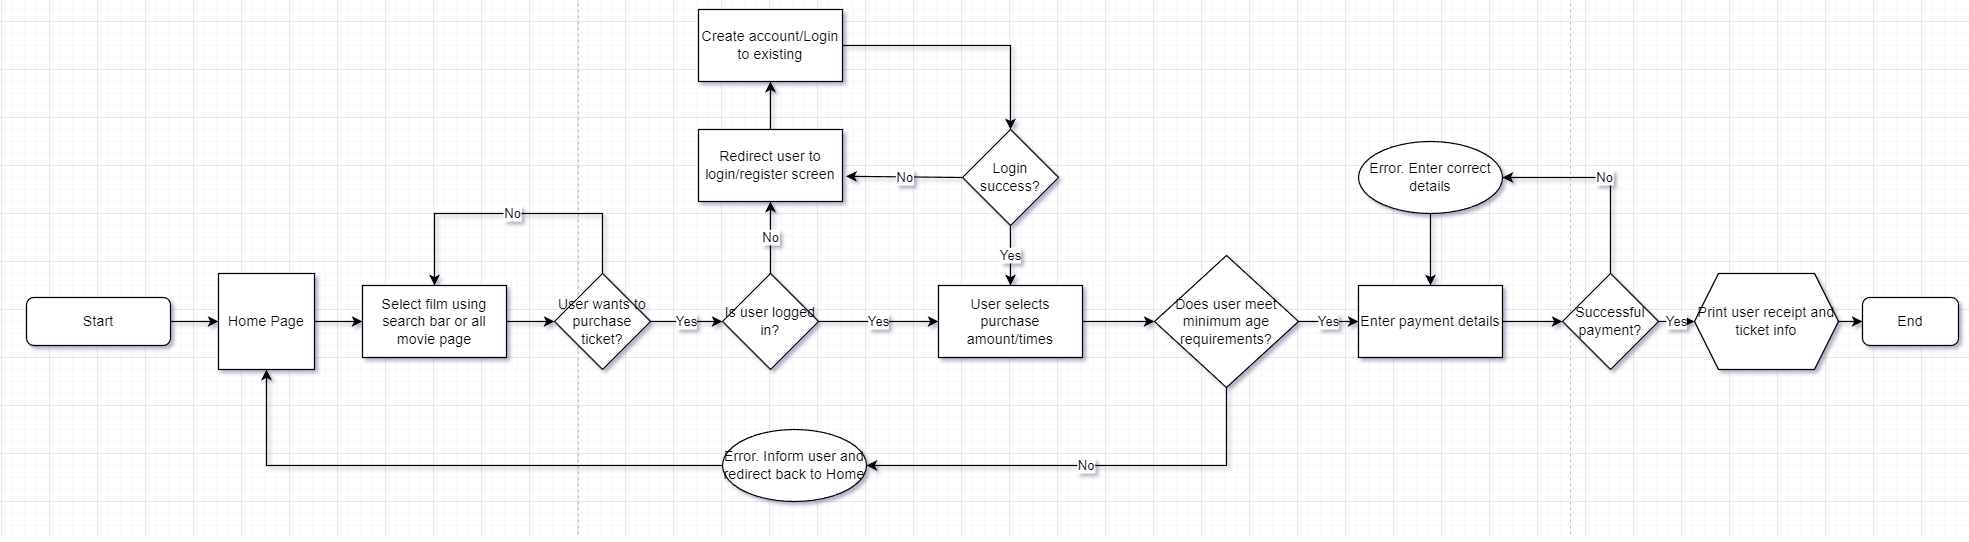 Create account/Login
to existing
Redirect user to
login/register screen
Login
success?
No
Error. Enter correct
details
No
No
No
Yes
Start
Home Page
Select film using
search bar or all
movie page
User wants to
purchase
ticket?
Yes
Is user logged
in?
Yes
User selects
purchase
amount/times
Does user meet
minimum age
requirements?
Yes
Enter payment details
Successful
payment?
Yes
Print user receipt and
ticket info
End
Error. Inform user and
redirect back to Home
No